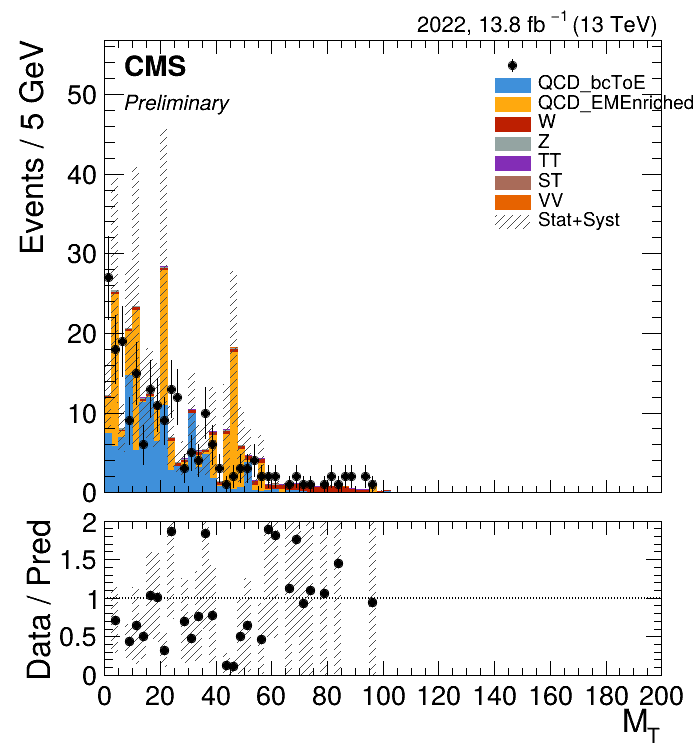 2022, 13.8 fb⁻¹ (13 TeV)
CMS
Preliminary
QCD_bcToE
QCD_EMEnriched
W
Z
TT
ST
VV
Stat+Syst
Events / 5 GeV
50
40
30
20
10
0
Data / Pred
2
1.5
1
0.5
0
0 20 40 60 80 100 120 140 160 180 200
M_T